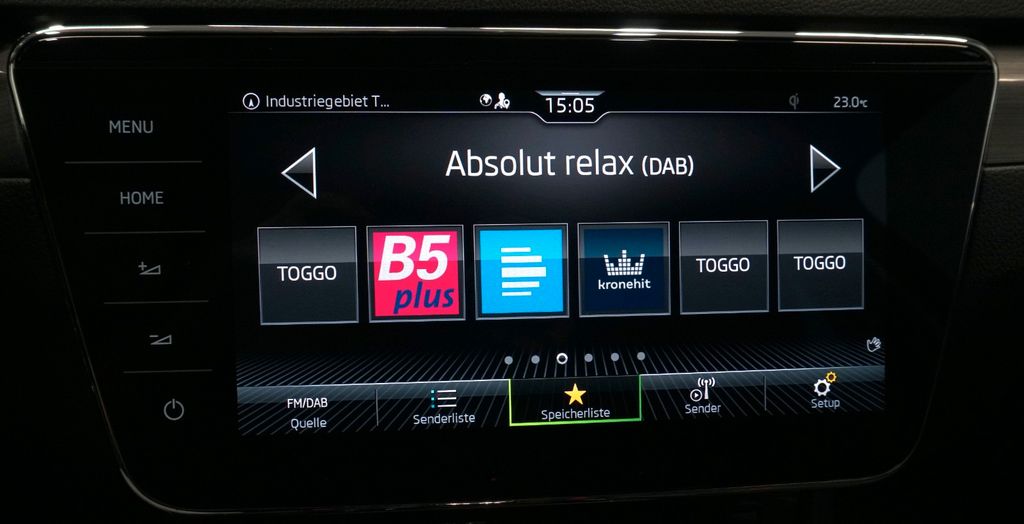 MENU
HOME
Industriegebiet T...
15:05
23.0°C
Absolut relax (DAB)
TOGGO
B5
plus
kronehit
TOGGO
TOGGO
FM/DAB
Quelle
Senderliste
Speicherliste
Sender
Setup